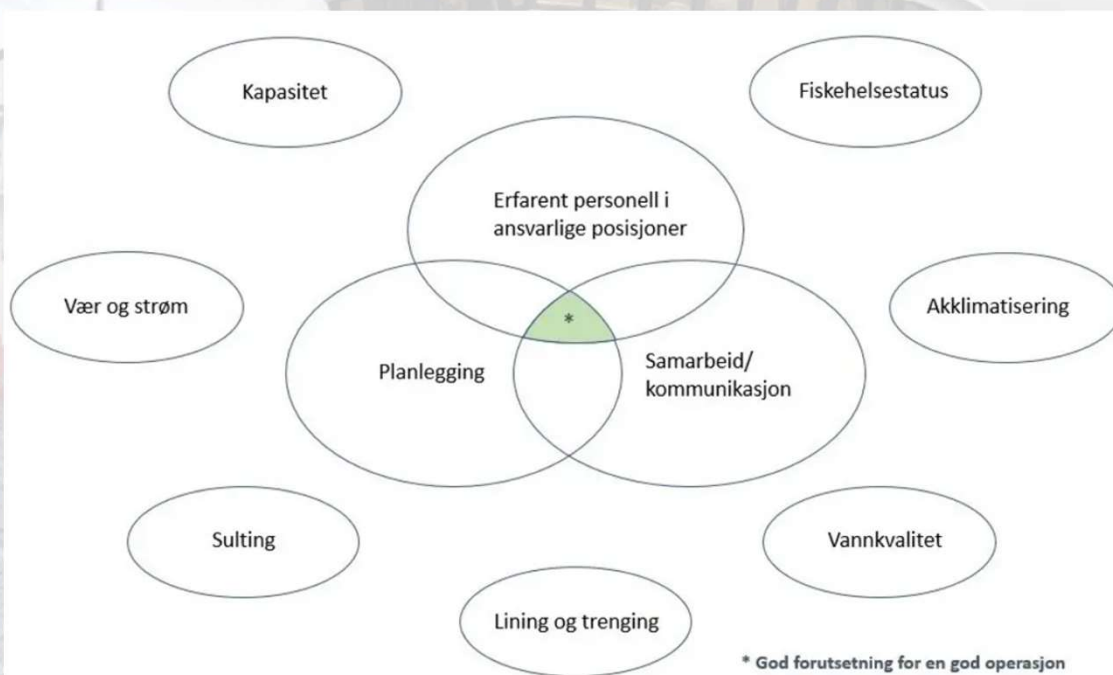 Kapasitet
Fiskehelsestatus
Erfarent personell i
ansvarlige posisjoner
Vær og strøm
Akklimatisering
*
Planlegging
Samarbeid/
kommunikasjon
Sulting
Vannkvalitet
Lining og trenging
* God forutsetning for en god operasjon